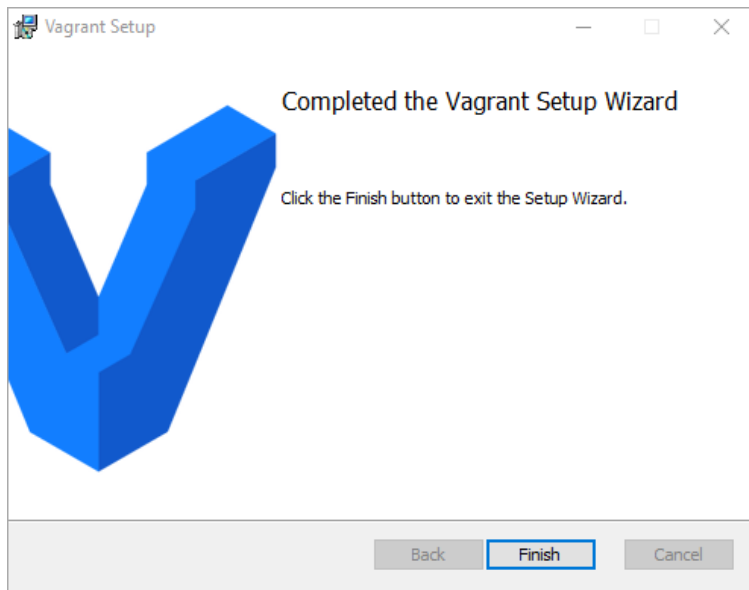 Vagrant Setup
Completed the Vagrant Setup Wizard
Click the Finish button to exit the Setup Wizard.
Back Finish Cancel